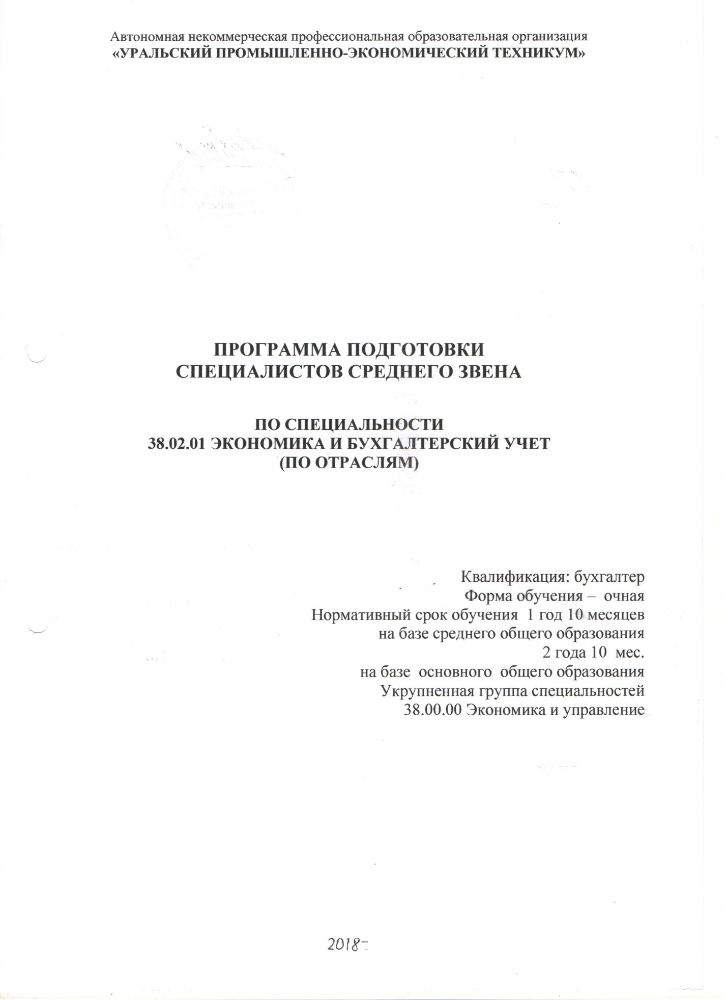 Автономная некоммерческая профессиональная образовательная организация
«УРАЛЬСКИЙ ПРОМЫШЛЕННО-ЭКОНОМИЧЕСКИЙ ТЕХНИКУМ»
ПРОГРАММА ПОДГОТОВКИ
СПЕЦИАЛИСТОВ СРЕДНЕГО ЗВЕНА
ПО СПЕЦИАЛЬНОСТИ
38.02.01 ЭКОНОМИКА И БУХГАЛТЕРСКИЙ УЧЕТ
(ПО ОТРАСЛЯМ)
Квалификация: бухгалтер
Форма обучения – очная
Нормативный срок обучения 1 год 10 месяцев
на базе среднего общего образования
2 года 10 мес.
на базе основного общего образования
Укрупненная группа специальностей
38.00.00 Экономика и управление
2018